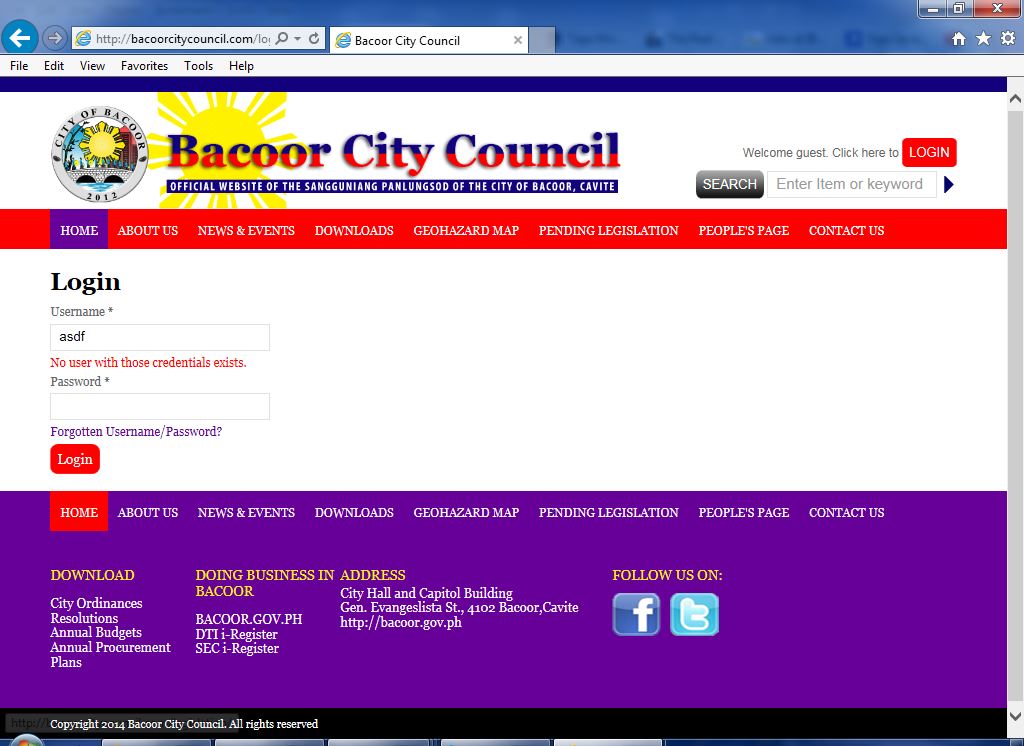 http://bacoorcitycouncil.com/lo
Bacoor City Council
File Edit View Favorites Tools Help
CITY OF BACOOR
2012
Bacoor City Council
OFFICIAL WEBSITE OF THE SANGGUNIANG PANLUNGSOD OF THE CITY OF BACOOR, CAVITE
Welcome guest. Click here to LOGIN
SEARCH Enter Item or keyword
HOME ABOUT US NEWS & EVENTS DOWNLOADS GEOHAZARD MAP PENDING LEGISLATION PEOPLE'S PAGE CONTACT US
Login
Username *
asdf
No user with those credentials exists.
Password *
Forgotten Username/Password?
Login
HOME ABOUT US NEWS & EVENTS DOWNLOADS GEOHAZARD MAP PENDING LEGISLATION PEOPLE'S PAGE CONTACT US
DOWNLOAD
City Ordinances
Resolutions
Annual Budgets
Annual Procurement
Plans
DOING BUSINESS IN
BACOOR
BACOOR.GOV.PH
DTI i-Register
SEC i-Register
ADDRESS
City Hall and Capitol Building
Gen. Evangeslista St., 4102 Bacoor,Cavite
http://bacoor.gov.ph
FOLLOW US ON:
Copyright 2014 Bacoor City Council. All rights reserved